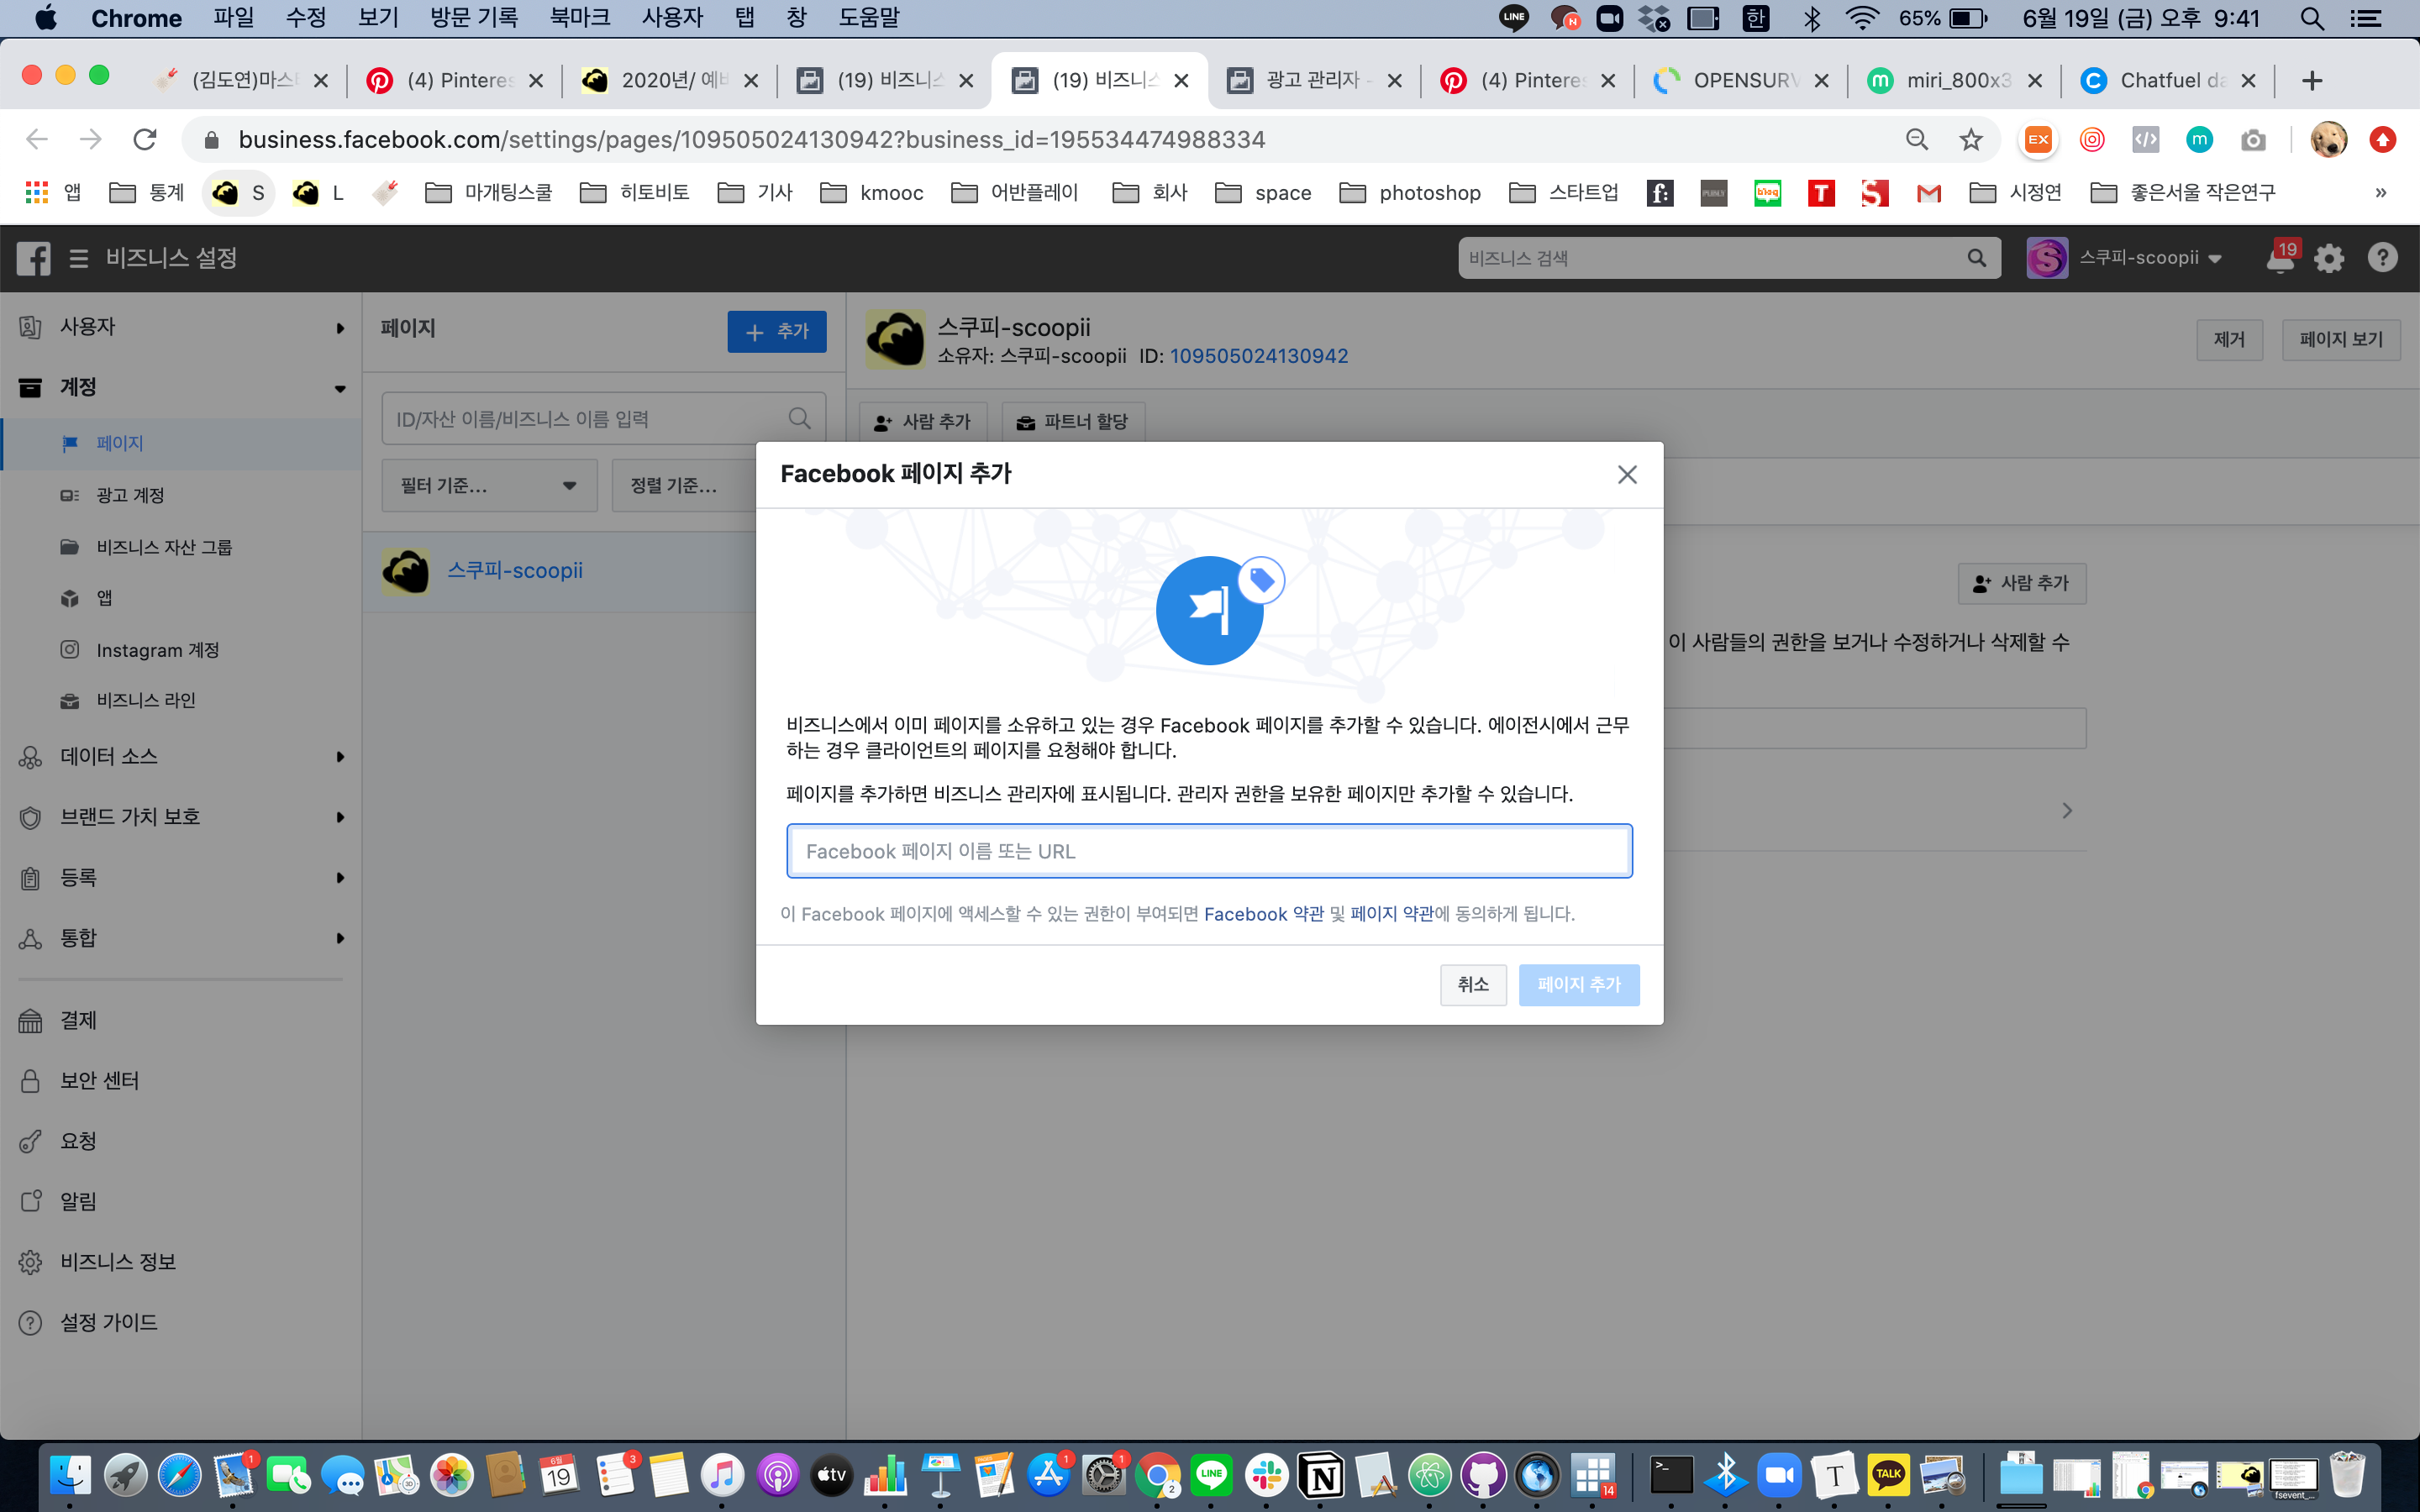 Chrome 파일 수정 보기 방문 기록 북마크 사용자 탭 창 도움말 LINE N 한 65% 6월 19일 (금) 오후 9:41
(김도연)마스 (4) Pinteres 2020년/ 예 (19) 비즈니스 (19) 비즈니스 광고 관리자 - (4) Pinteres OPENSURV miri_800x3 Chatfuel da
business.facebook.com/settings/pages/109505024130942?business_id=195534474988334
EX m
앱 통계 S L 마개팅스쿨 히토비토 기사 kmooc 어반플레이 회사 space photoshop 스타트업 f: blog T S M 시정연 좋은서울 작은연구 »
비즈니스 설정 비즈니스 검색 스쿠피-scoopii 19
사용자
계정
페이지
광고 계정
비즈니스 자산 그룹
앱
Instagram 계정
비즈니스 라인
데이터 소스
브랜드 가치 보호
등록
통합
결제
보안 센터
요청
알림
비즈니스 정보
설정 가이드
페이지 + 추가
ID/자산 이름/비즈니스 이름 입력
필터 기준... 정렬 기준...
스쿠피-scoopii
스쿠피-scoopii
소유자: 스쿠피-scoopii ID: 109505024130942
제거 페이지 보기
사람 추가 파트너 할당
사람 추가
이 사람들의 권한을 보거나 수정하거나 삭제할 수
Facebook 페이지 추가
비즈니스에서 이미 페이지를 소유하고 있는 경우 Facebook 페이지를 추가할 수 있습니다. 에이전시에서 근무
하는 경우 클라이언트의 페이지를 요청해야 합니다.
페이지를 추가하면 비즈니스 관리자에 표시됩니다. 관리자 권한을 보유한 페이지만 추가할 수 있습니다.
Facebook 페이지 이름 또는 URL
이 Facebook 페이지에 액세스할 수 있는 권한이 부여되면 Facebook 약관 및 페이지 약관에 동의하게 됩니다.
취소 페이지 추가
1 6월 19 3 tv 1 1 2 LINE N 14 >_ T TALK fsevent_...